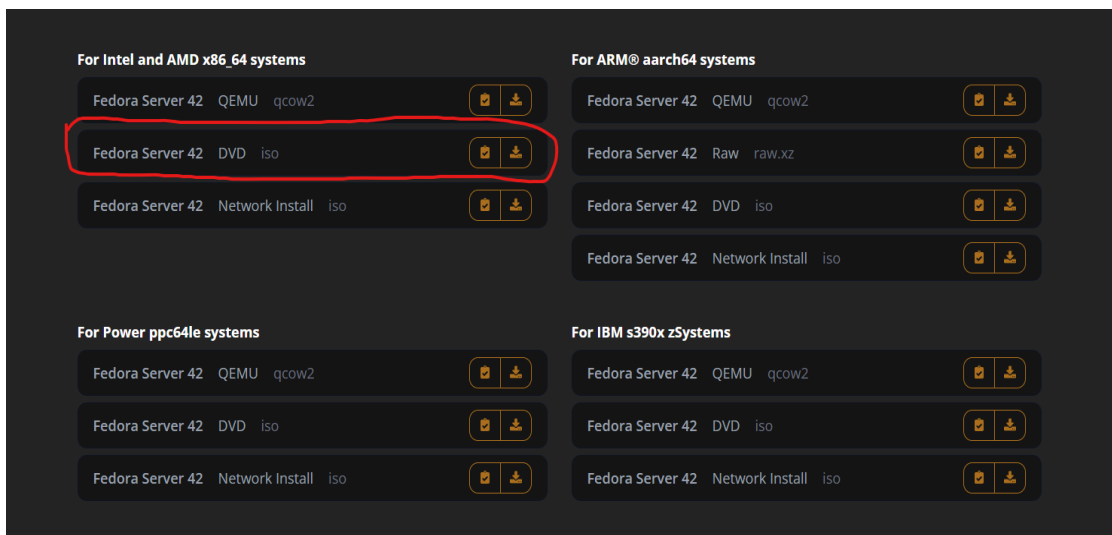 For Intel and AMD x86_64 systems
Fedora Server 42 QEMU qcow2
Fedora Server 42 DVD iso
Fedora Server 42 Network Install iso
For ARM® aarch64 systems
Fedora Server 42 QEMU qcow2
Fedora Server 42 Raw raw.xz
Fedora Server 42 DVD iso
Fedora Server 42 Network Install iso
For Power ppc64le systems
Fedora Server 42 QEMU qcow2
Fedora Server 42 DVD iso
Fedora Server 42 Network Install iso
For IBM s390x zSystems
Fedora Server 42 QEMU qcow2
Fedora Server 42 DVD iso
Fedora Server 42 Network Install iso